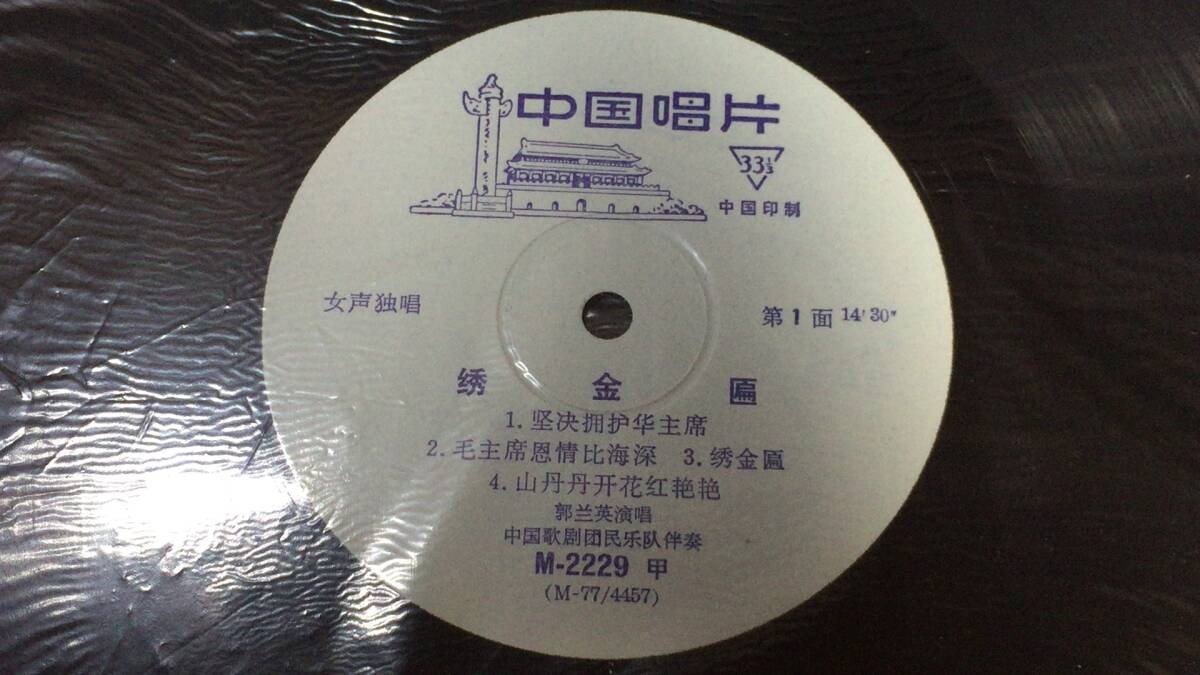 中国唱片
33⅓
中国印制
女声独唱
第1面 14′30″
绣金匾
1.坚决拥护华主席
2.毛主席恩情比海深 3.绣金匾
4.山丹丹开花红艳艳
郭兰英演唱
中国歌剧团民乐队伴奏
M-2229 甲
(M-77/4457)